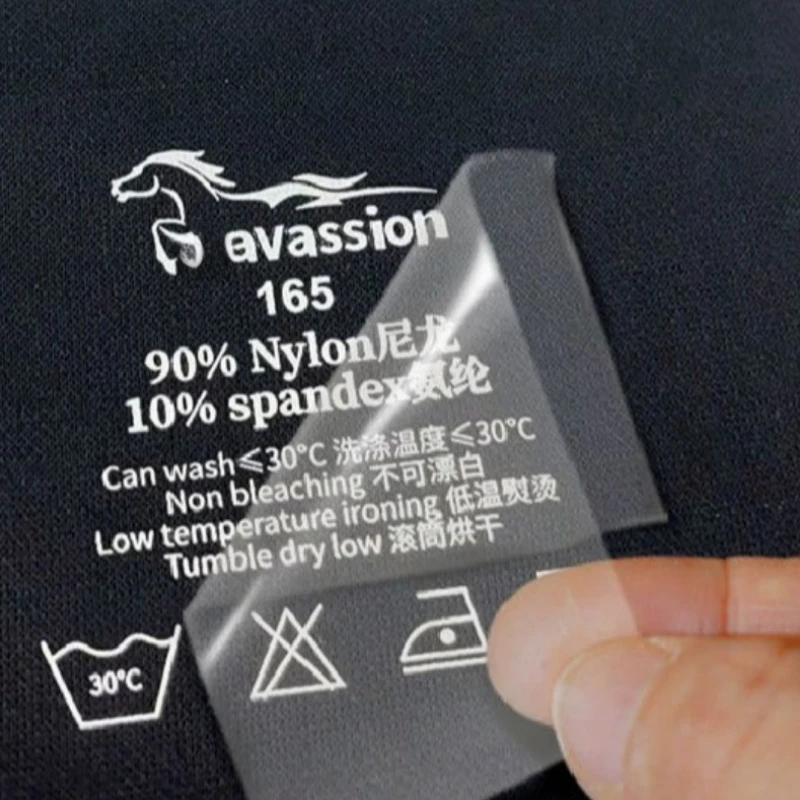 avassion
165
90% Nylon尼龙
10% spandex氨纶
Can wash≤30°C 洗涤温度≤30°C
Non bleaching 不可漂白
Low temperature ironing 低温熨烫
Tumble dry low 滚筒烘干
30°C